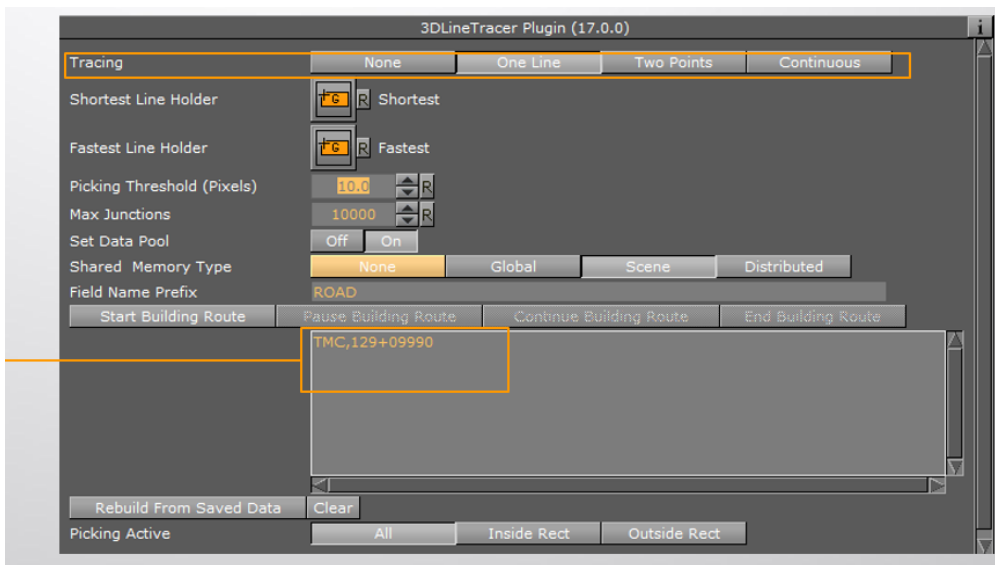 3DLineTracer Plugin (17.0.0) i
Tracing None One Line Two Points Continuous
Shortest Line Holder G R Shortest
Fastest Line Holder G R Fastest
Picking Threshold (Pixels) 10.0 R
Max Junctions 10000 R
Set Data Pool Off On
Shared Memory Type None Global Scene Distributed
Field Name Prefix ROAD
Start Building Route Pause Building Route Continue Building Route End Building Route
TMC,129+09990
Rebuild From Saved Data Clear
Picking Active All Inside Rect Outside Rect